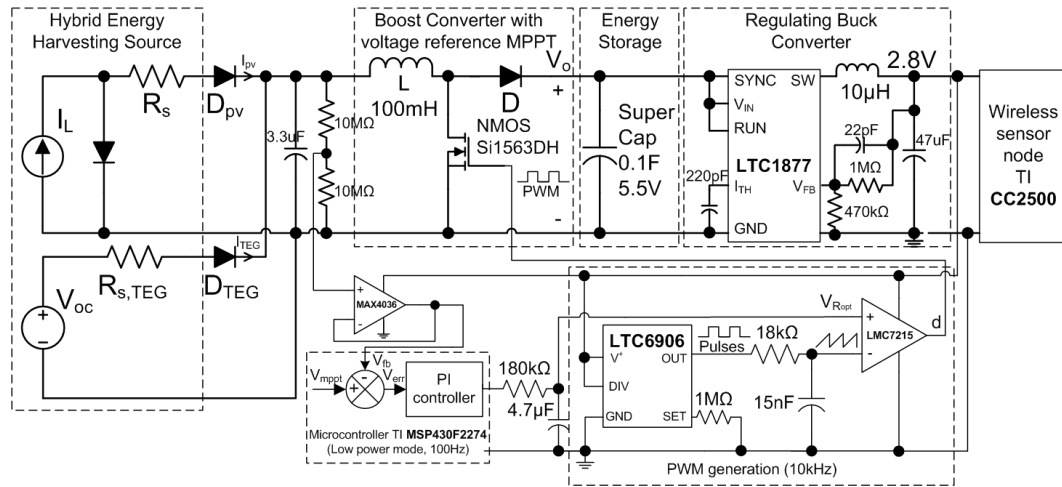 Hybrid Energy
Harvesting Source
Boost Converter with
voltage reference MPPT
Energy
Storage
Regulating Buck
Converter
I_L
R_s
D_pv
I_pv
3.3uF
10MΩ
10MΩ
L
100mH
D
NMOS
Si1563DH
PWM
V_o
+
-
Super
Cap
0.1F
5.5V
SYNC
SW
V_IN
RUN
LTC1877
I_TH
V_FB
GND
220pF
10μH
2.8V
22pF
1MΩ
470kΩ
47uF
Wireless
sensor
node
TI
CC2500
V_oc
R_s,TEG
D_TEG
I_TEG
+
-
MAX4036
V_mppt
V_fb
-
+
V_err
PI
controller
Microcontroller TI MSP430F2274
(Low power mode, 100Hz)
180kΩ
4.7μF
LTC6906
V+
OUT
DIV
GND
SET
1MΩ
Pulses
18kΩ
15nF
V_Ropt
+
-
LMC7215
d
PWM generation (10kHz)